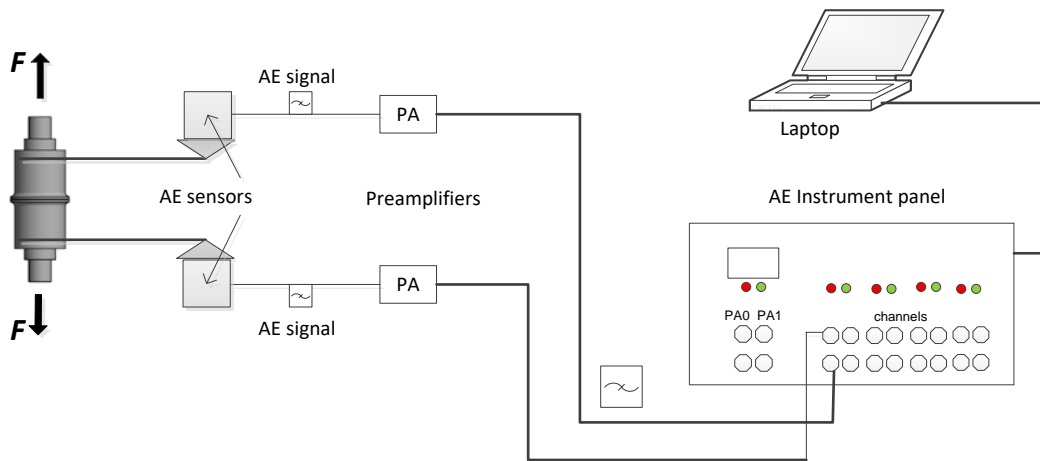 F
AE signal
PA
Laptop
AE sensors
Preamplifiers
AE Instrument panel
PA
AE signal
F
PA0 PA1
channels